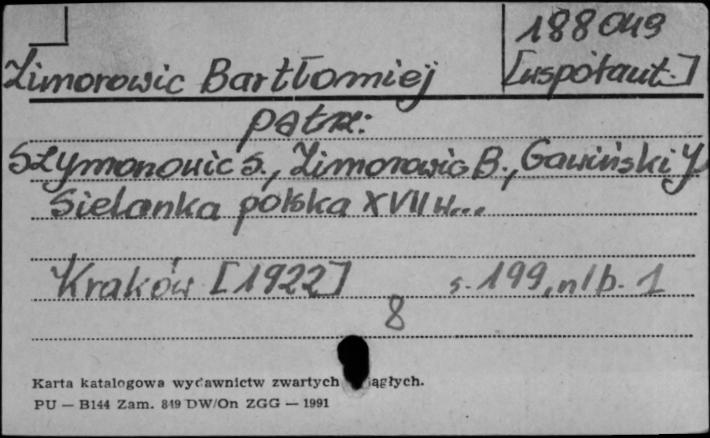 188049
Zimorowic Bartłomiej [współaut.]
patrz:
Szymonowic S., Zimorowic B., Gawiński J.
Sielanka polska XVII w...
Kraków [1922] s. 199, nlb. 1
8
Karta katalogowa wydawnictw zwartych ciągłych.
PU — B144 Zam. 819 DW/On ZGG — 1991